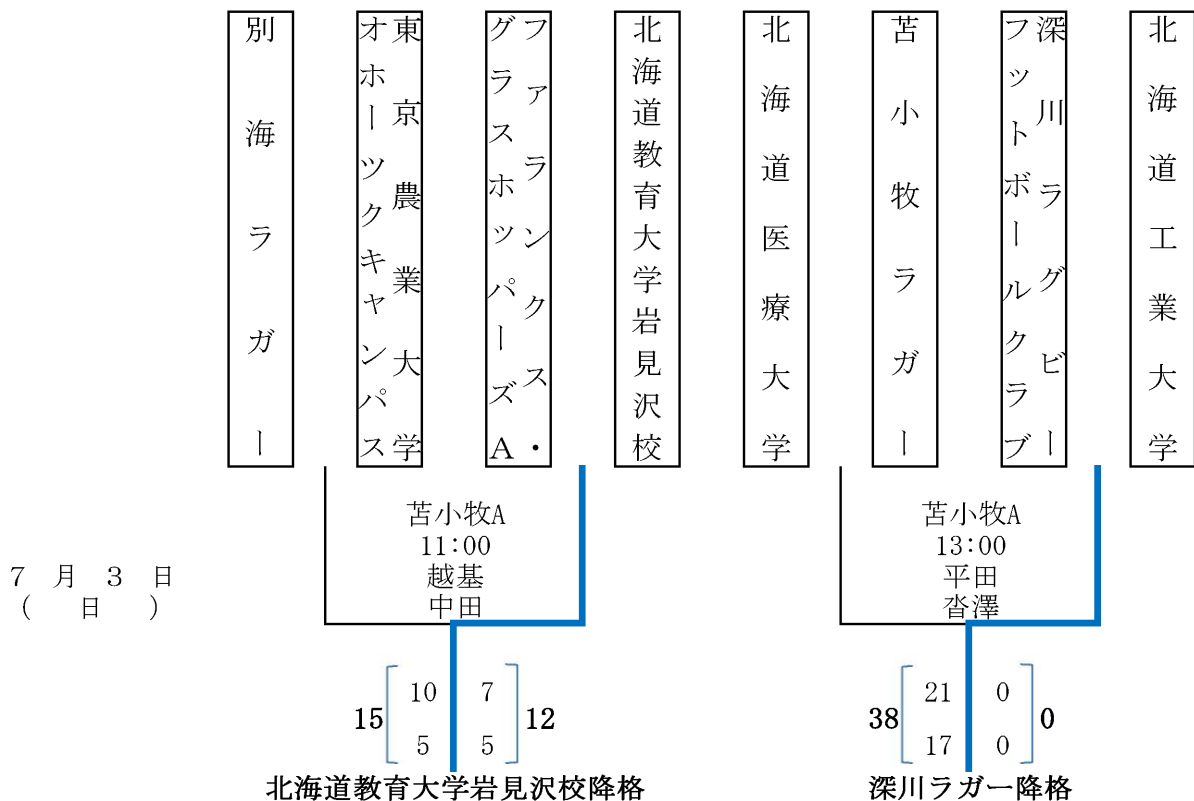 別海ラガー
東京農業大学
オホーツクキャンパス
ファランクス・
グラスホッパーズA
北海道教育大学岩見沢校
北海道医療大学
苫小牧ラガー
深川ラグビー
フットボールクラブ
北海道工業大学
苫小牧A
11:00
越基
中田
苫小牧A
13:00
平田
沓澤
7 月 3 日
( 日 )
15 10 7 12
5 5
38 21 0 0
17 0
北海道教育大学岩見沢校降格
深川ラガー降格